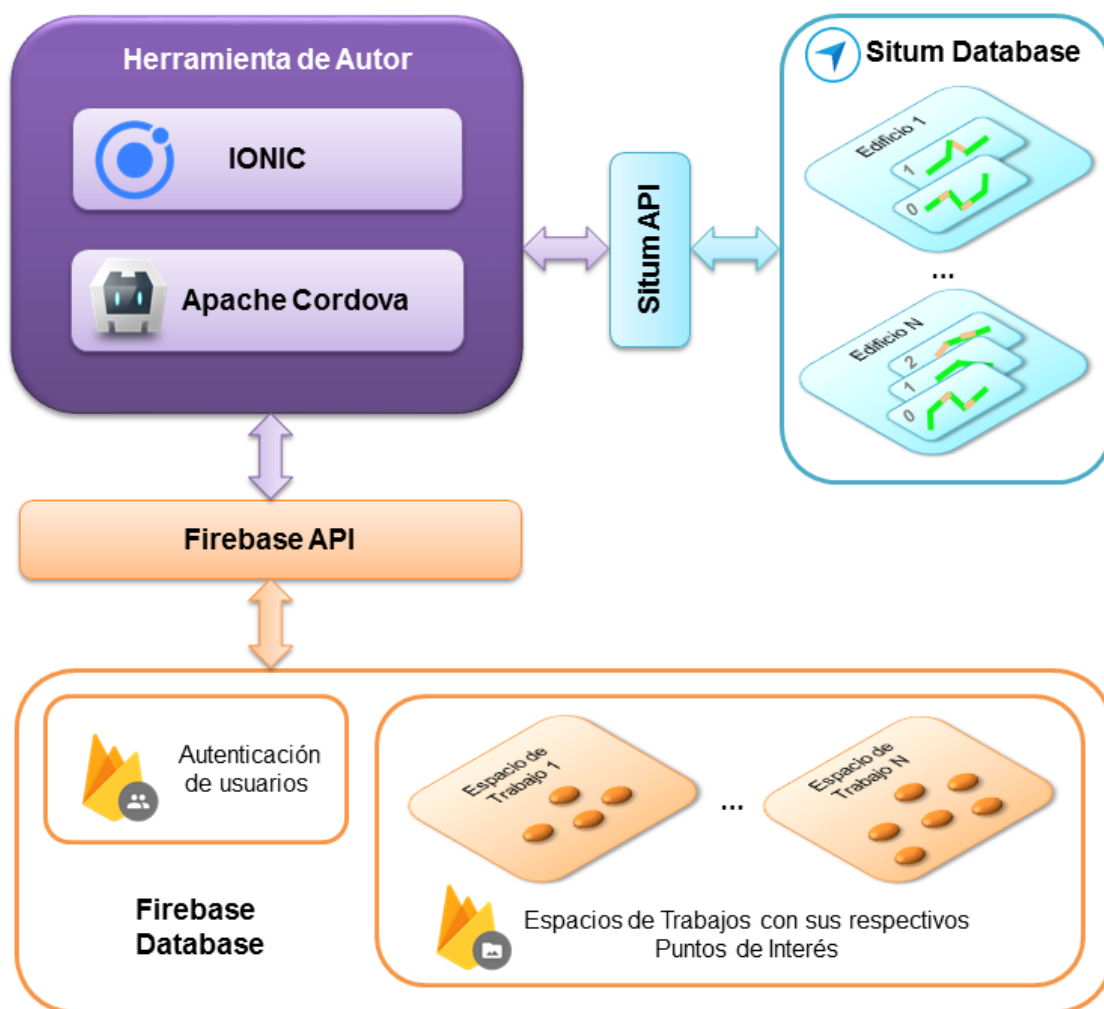 Herramienta de Autor
IONIC
Apache Cordova
Situm API
Situm Database
Edificio 1
1
0
...
Edificio N
2
1
0
Firebase API
Autenticación
de usuarios
Firebase
Database
Espacio de
Trabajo 1
...
Espacio de
Trabajo N
Espacios de Trabajos con sus respectivos
Puntos de Interés